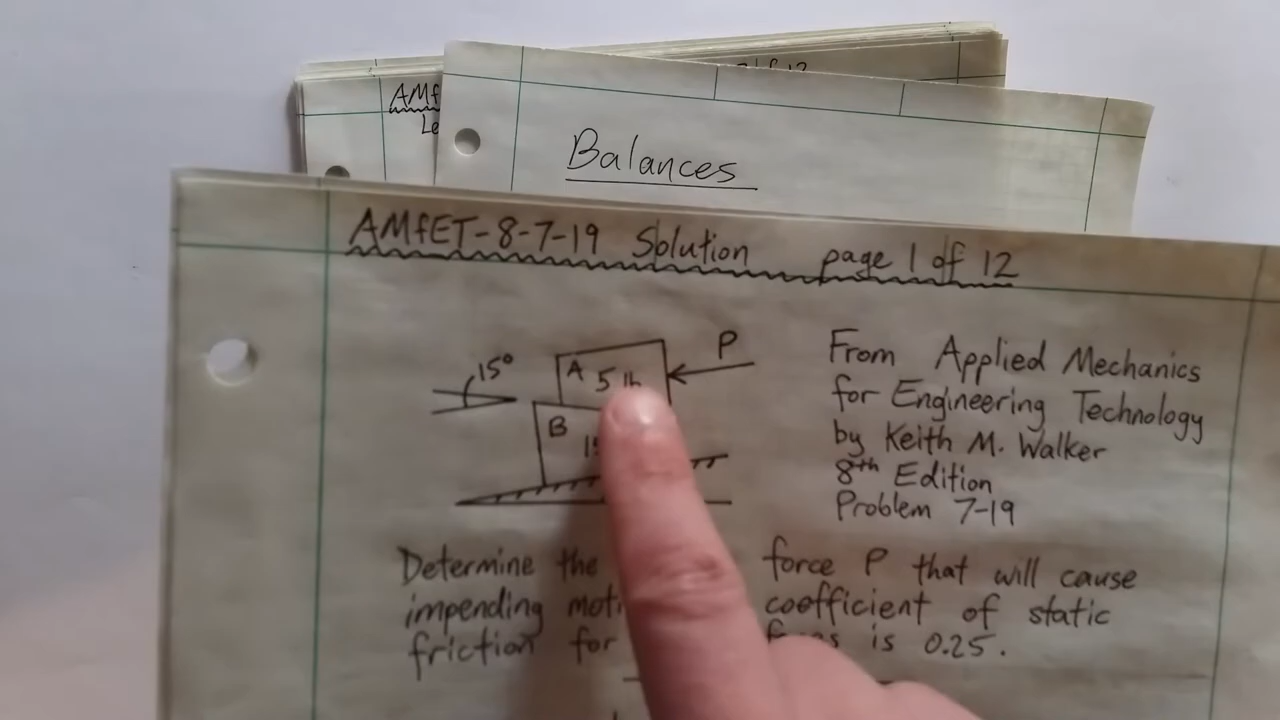 AMf
Le
Balances
AMfET-8-7-19 Solution page 1 of 12
15°
P
A 5 lb
B
From Applied Mechanics
for Engineering Technology
by Keith M. Walker
8th Edition
Problem 7-19
Determine the force P that will cause
impending coefficient of static
friction for is 0.25.